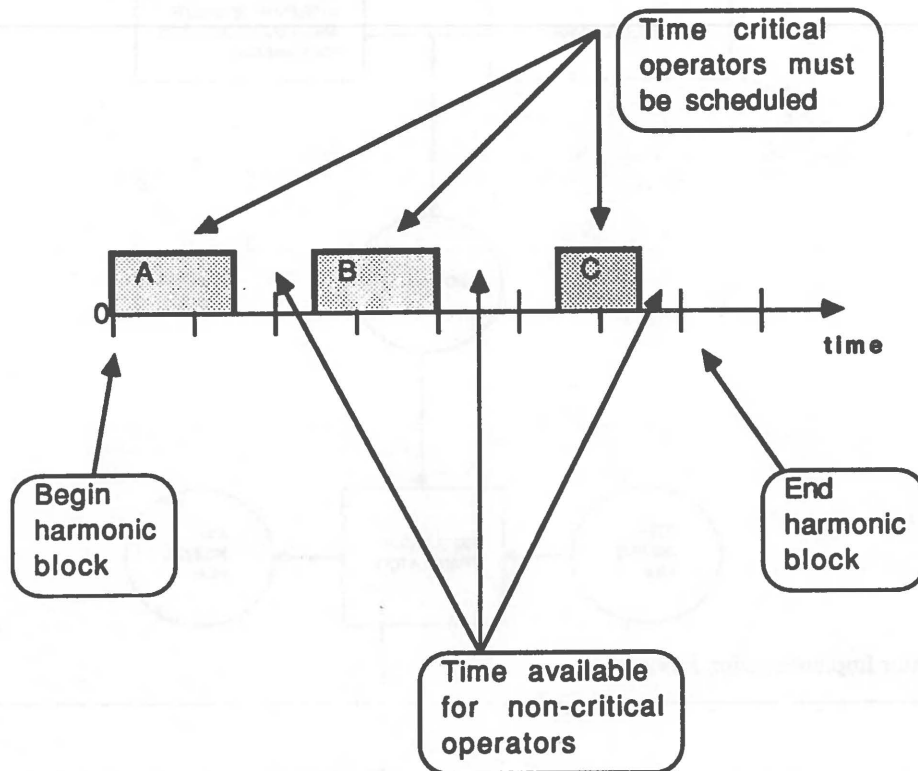 Time critical
operators must
be scheduled
A
B
C
0
time
Begin
harmonic
block
End
harmonic
block
Time available
for non-critical
operators